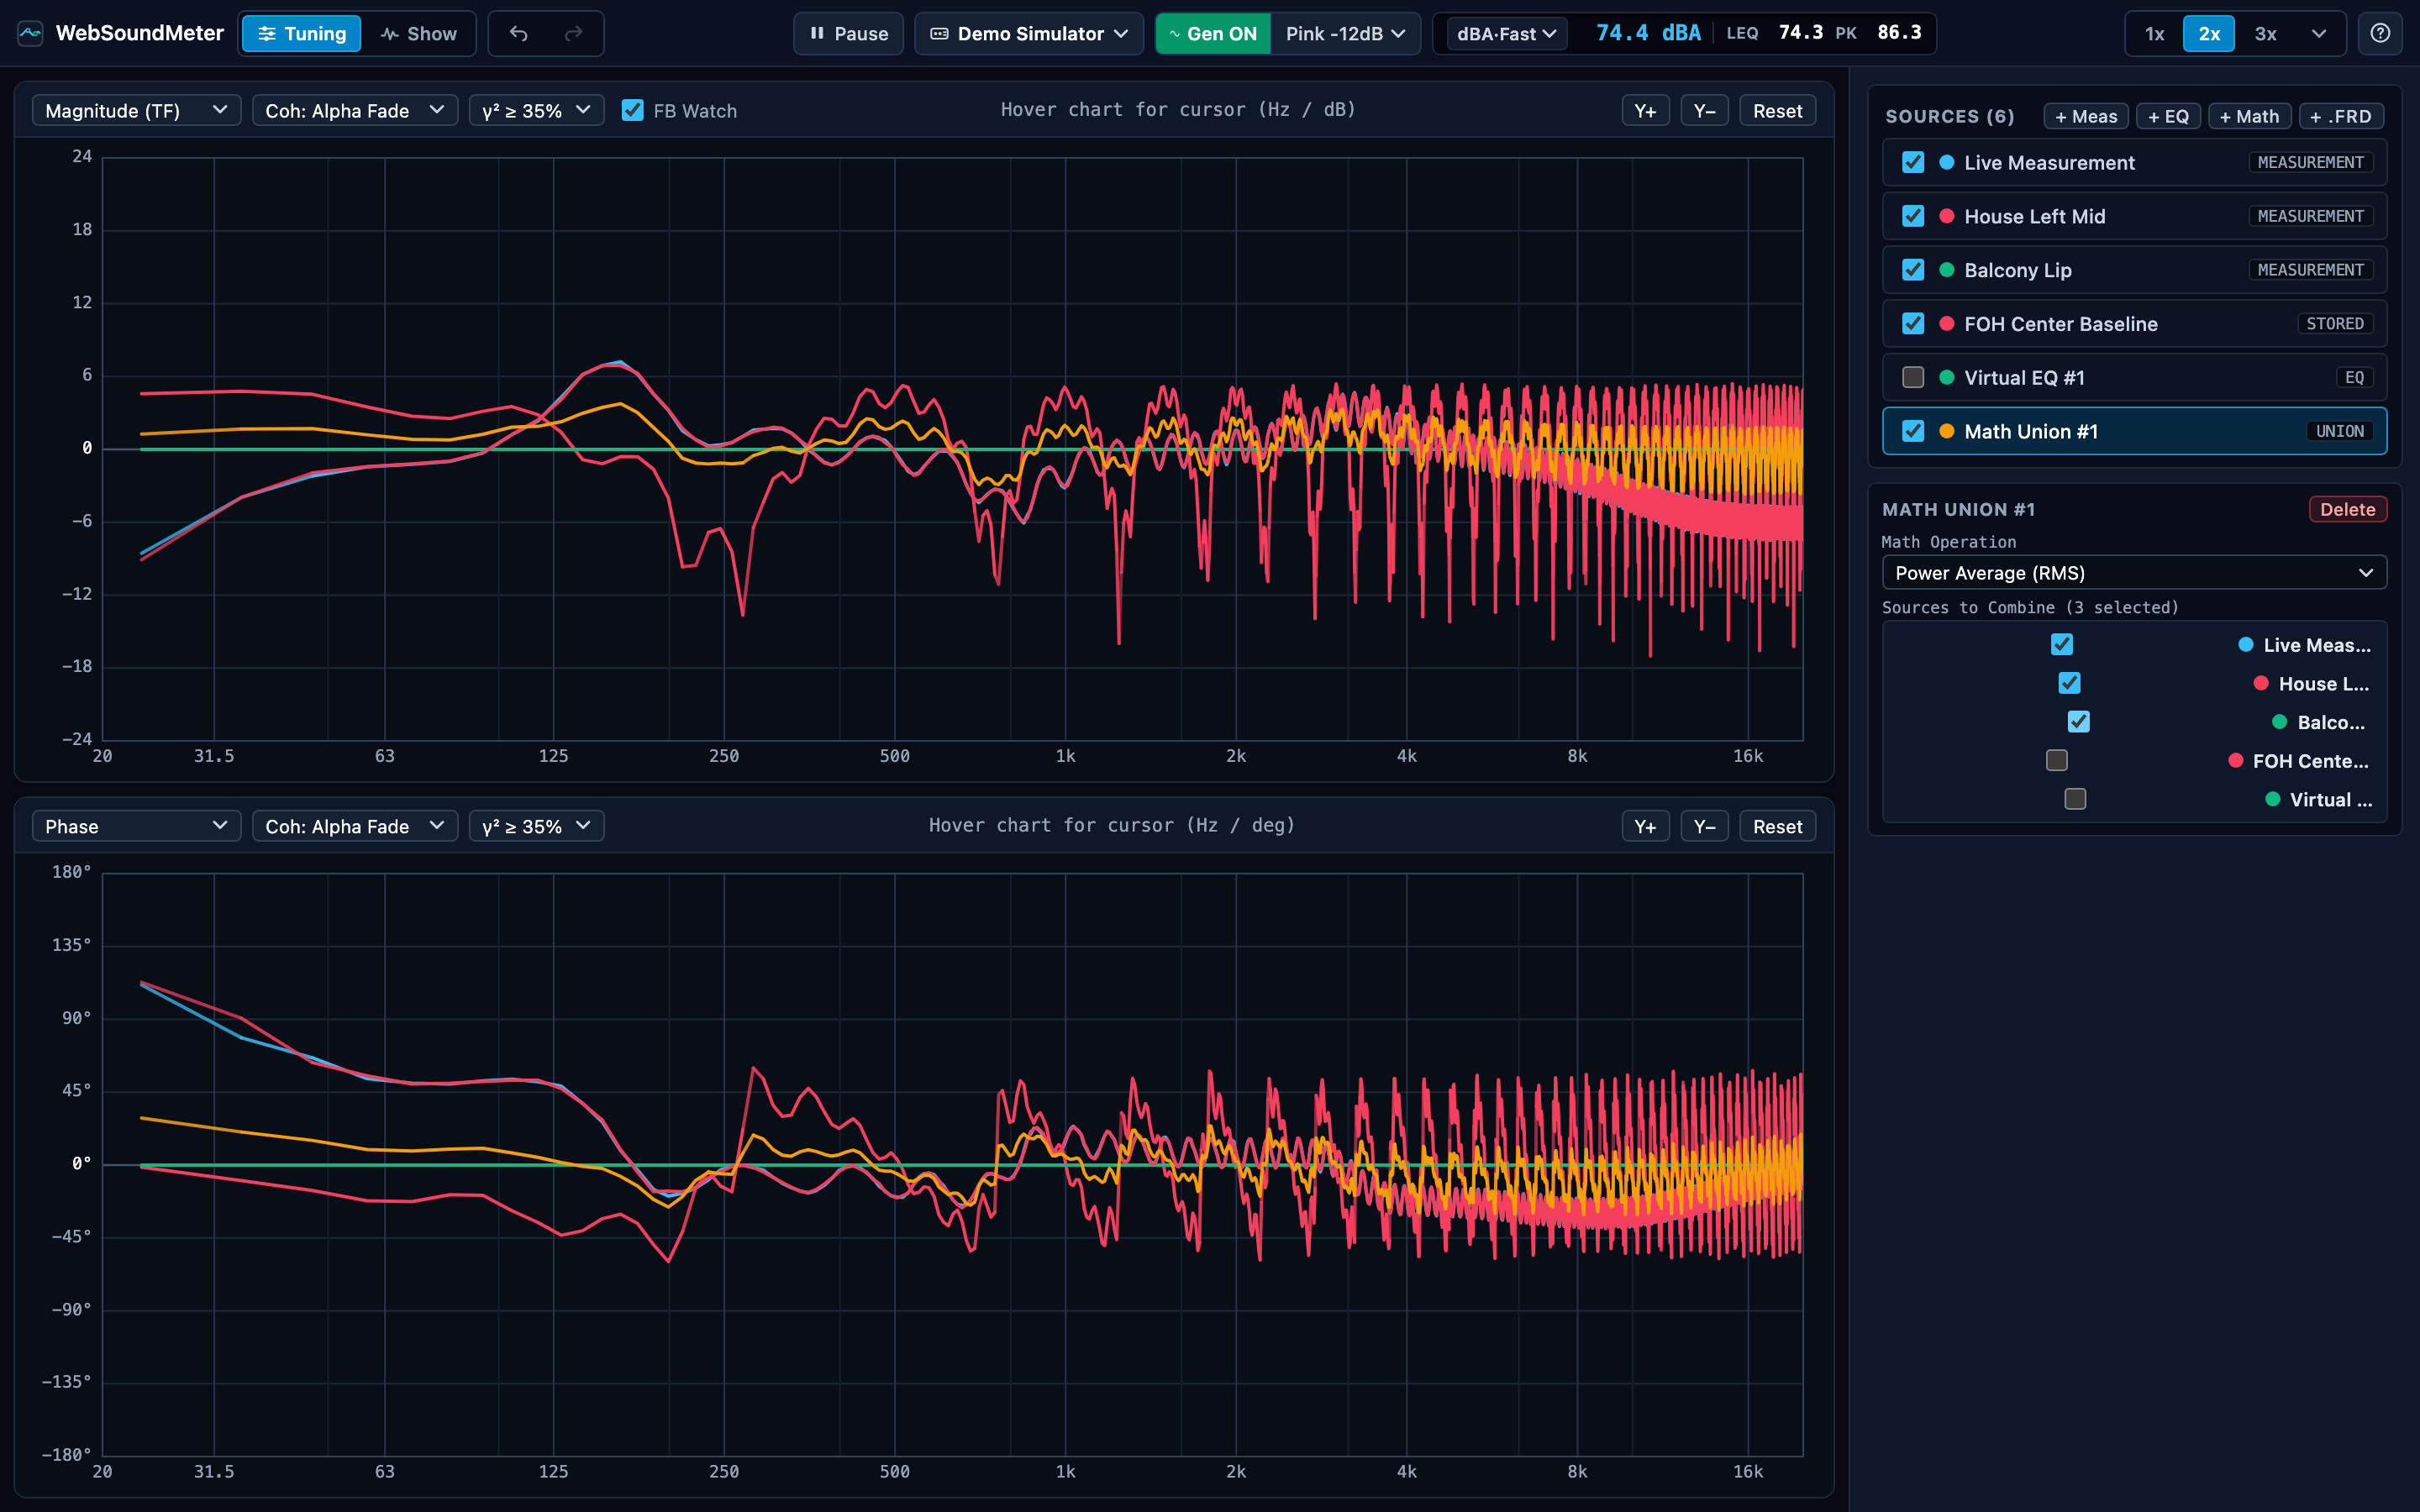 WebSoundMeter Tuning Show Pause Demo Simulator ~ Gen ON Pink -12dB dBA·Fast 74.4 dBA LEQ 74.3 PK 86.3 1x 2x 3x ?
Magnitude (TF) Coh: Alpha Fade γ² ≥ 35% FB Watch Hover chart for cursor (Hz / dB) Y+ Y− Reset
24
18
12
6
0
−6
−12
−18
−24
20 31.5 63 125 250 500 1k 2k 4k 8k 16k
Phase Coh: Alpha Fade γ² ≥ 35% Hover chart for cursor (Hz / deg) Y+ Y− Reset
180°
135°
90°
45°
0°
−45°
−90°
−135°
−180°
20 31.5 63 125 250 500 1k 2k 4k 8k 16k
SOURCES (6) + Meas + EQ + Math + .FRD
Live Measurement MEASUREMENT
House Left Mid MEASUREMENT
Balcony Lip MEASUREMENT
FOH Center Baseline STORED
Virtual EQ #1 EQ
Math Union #1 UNION
MATH UNION #1 Delete
Math Operation
Power Average (RMS)
Sources to Combine (3 selected)
Live Meas...
House L...
Balco...
FOH Cente...
Virtual ...